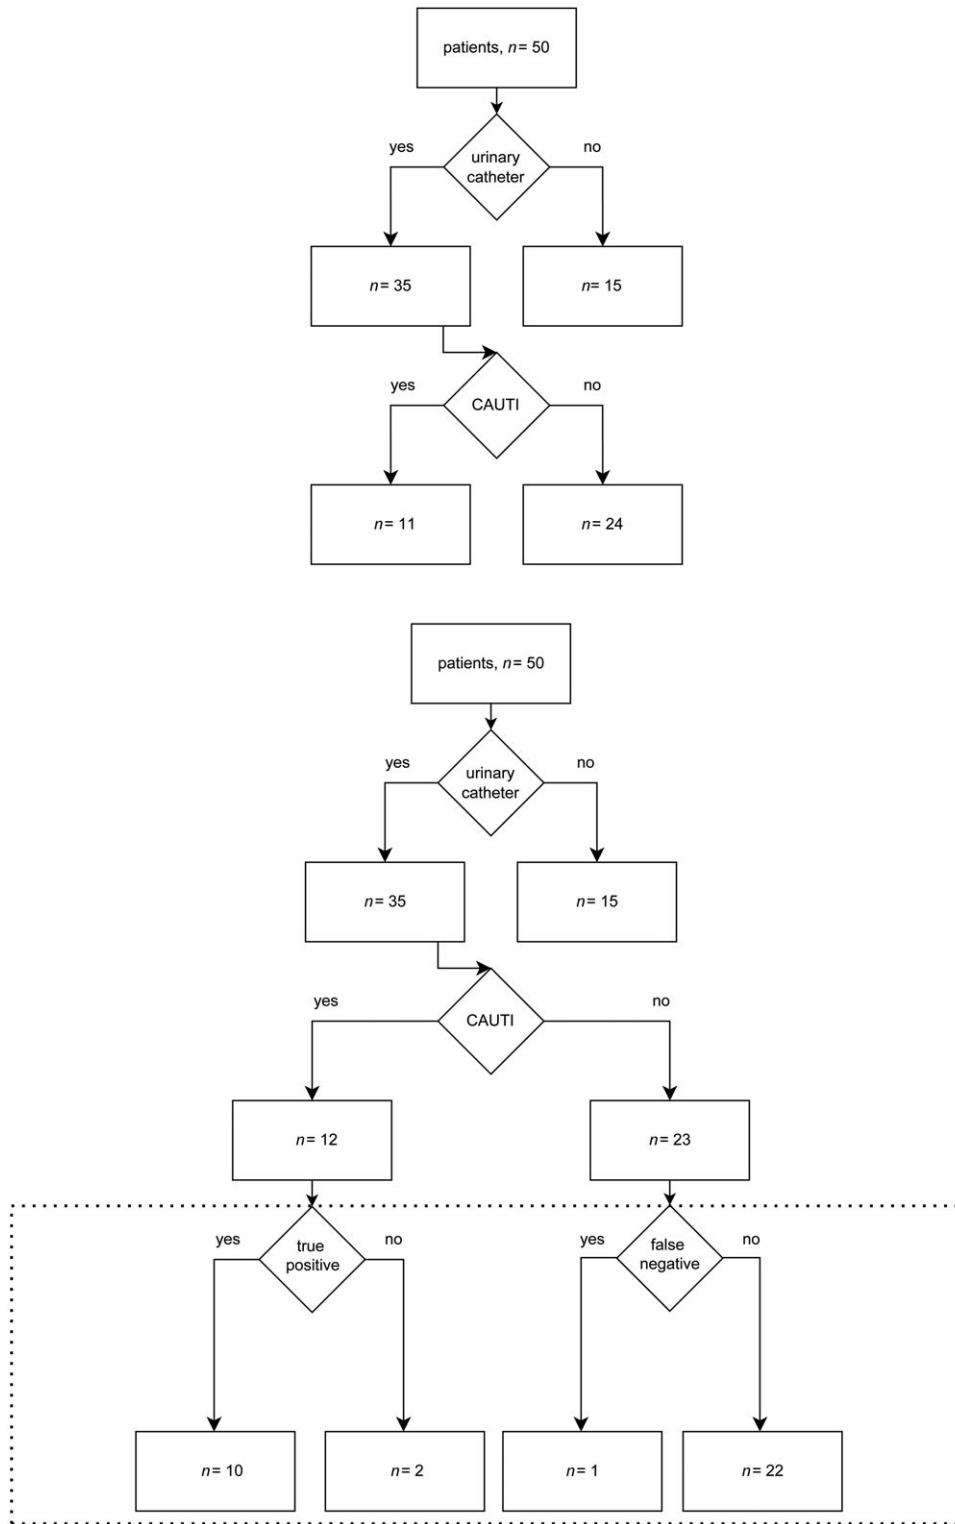 patients, n= 50
urinary
catheter
yes
no
n= 35
n= 15
CAUTI
yes
no
n= 11
n= 24
patients, n= 50
urinary
catheter
yes
no
n= 35
n= 15
CAUTI
yes
no
n= 12
n= 23
true
positive
yes
no
false
negative
yes
no
n= 10
n= 2
n= 1
n= 22